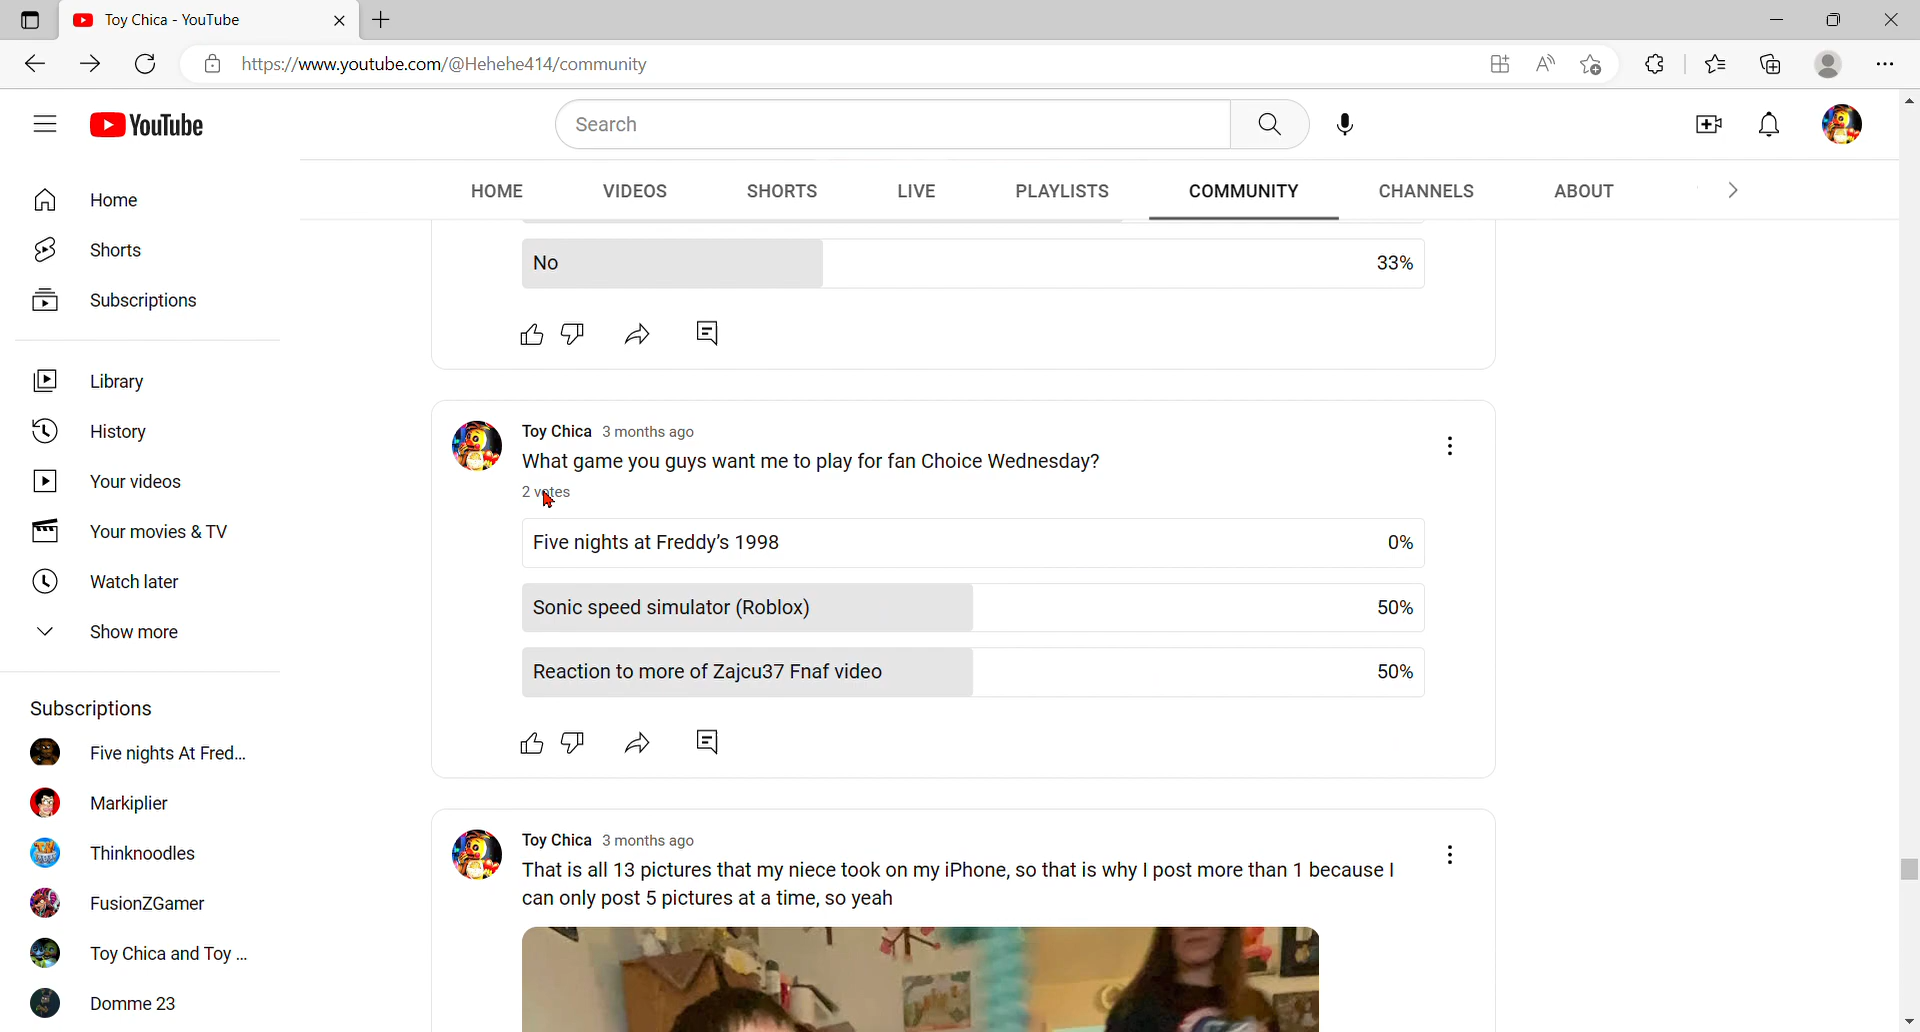 Toy Chica - YouTube
https://www.youtube.com/@Hehehe414/community
YouTube
Search
HOME VIDEOS SHORTS LIVE PLAYLISTS COMMUNITY CHANNELS ABOUT
Home
Shorts
Subscriptions
Library
History
Your videos
Your movies & TV
Watch later
Show more
Subscriptions
Five nights At Fred...
Markiplier
Thinknoodles
FusionZGamer
Toy Chica and Toy ...
Domme 23
No 33%
Toy Chica 3 months ago
What game you guys want me to play for fan Choice Wednesday?
2 votes
Five nights at Freddy’s 1998 0%
Sonic speed simulator (Roblox) 50%
Reaction to more of Zajcu37 Fnaf video 50%
Toy Chica 3 months ago
That is all 13 pictures that my niece took on my iPhone, so that is why I post more than 1 because I
can only post 5 pictures at a time, so yeah